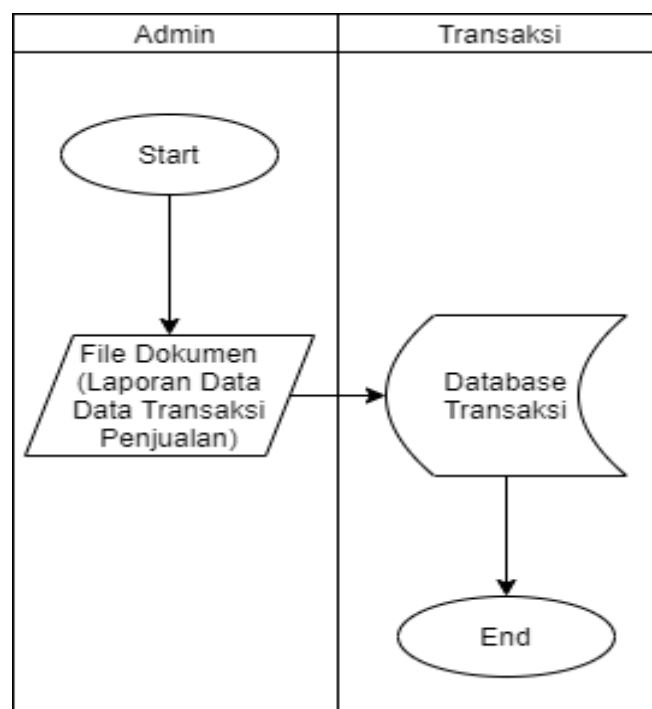 Admin
Transaksi
Start
File Dokumen
(Laporan Data
Data Transaksi
Penjualan)
Database
Transaksi
End